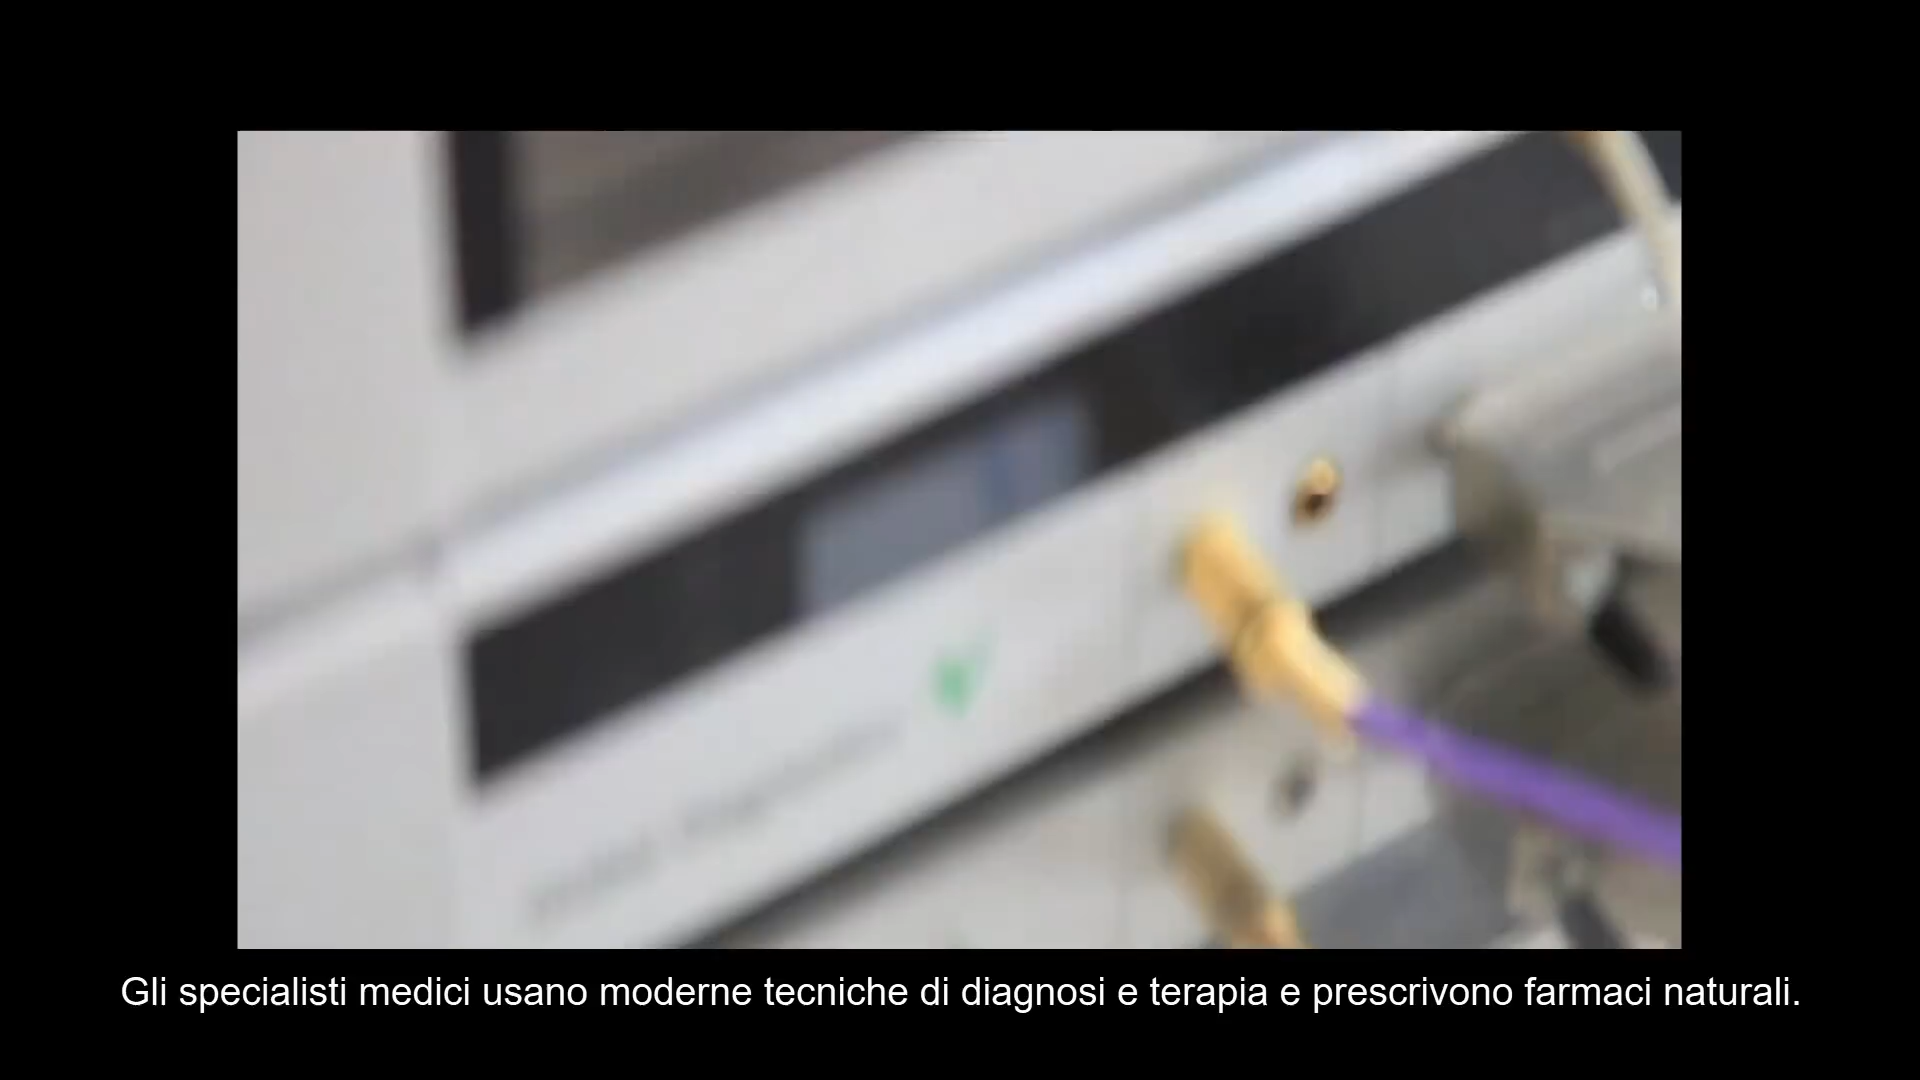 Gli specialisti medici usano moderne tecniche di diagnosi e terapia e prescrivono farmaci naturali.